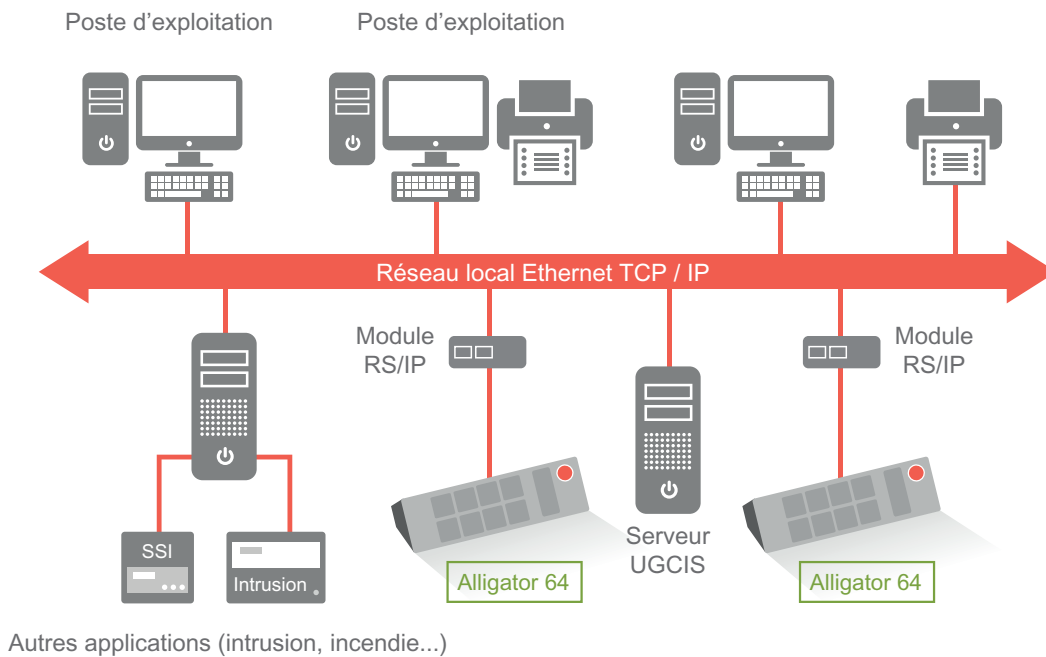 Poste d’exploitation
Poste d’exploitation
Réseau local Ethernet TCP / IP
Module
RS/IP
Module
RS/IP
SSI
Intrusion
Serveur
UGCIS
Alligator 64
Alligator 64
Autres applications (intrusion, incendie...)